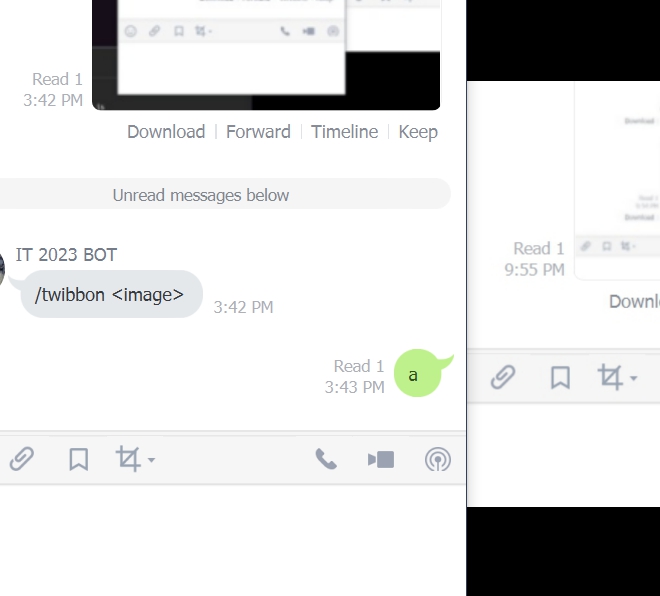 Read 1
3:42 PM
Download | Forward | Timeline | Keep
Unread messages below
IT 2023 BOT
/twibbon <image>
3:42 PM
Read 1
3:43 PM
a
Read 1
9:55 PM
Downl